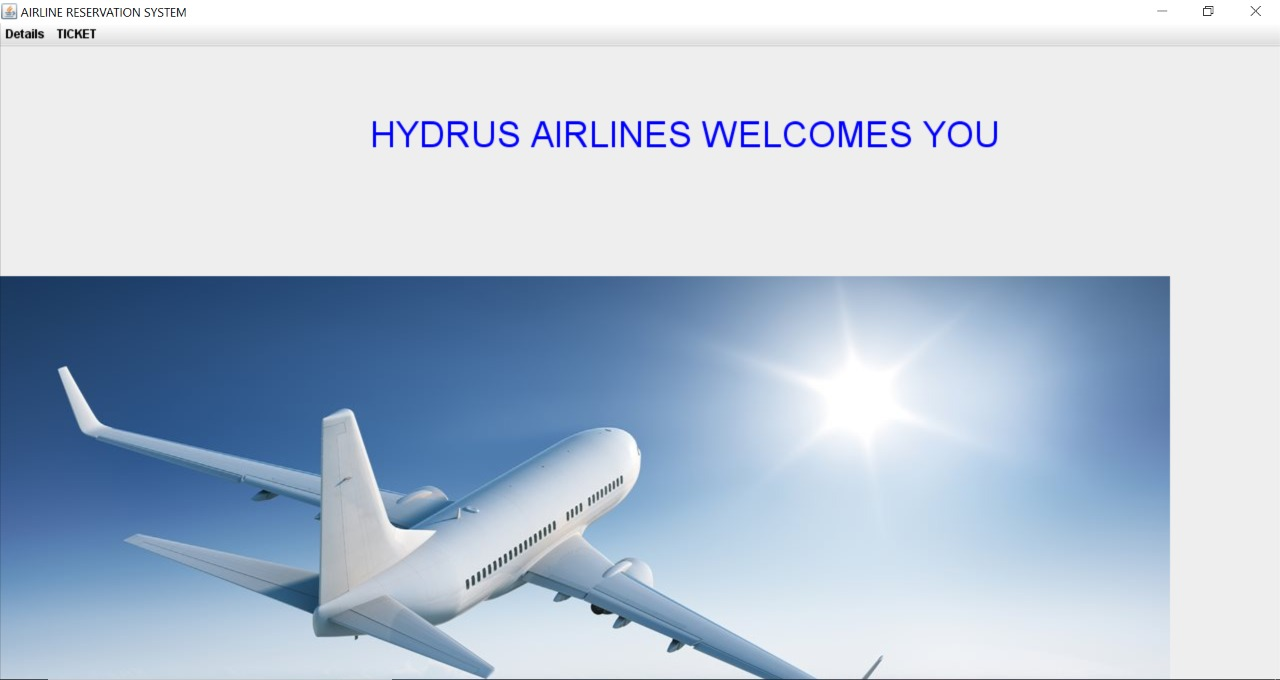 AIRLINE RESERVATION SYSTEM
Details TICKET
HYDRUS AIRLINES WELCOMES YOU